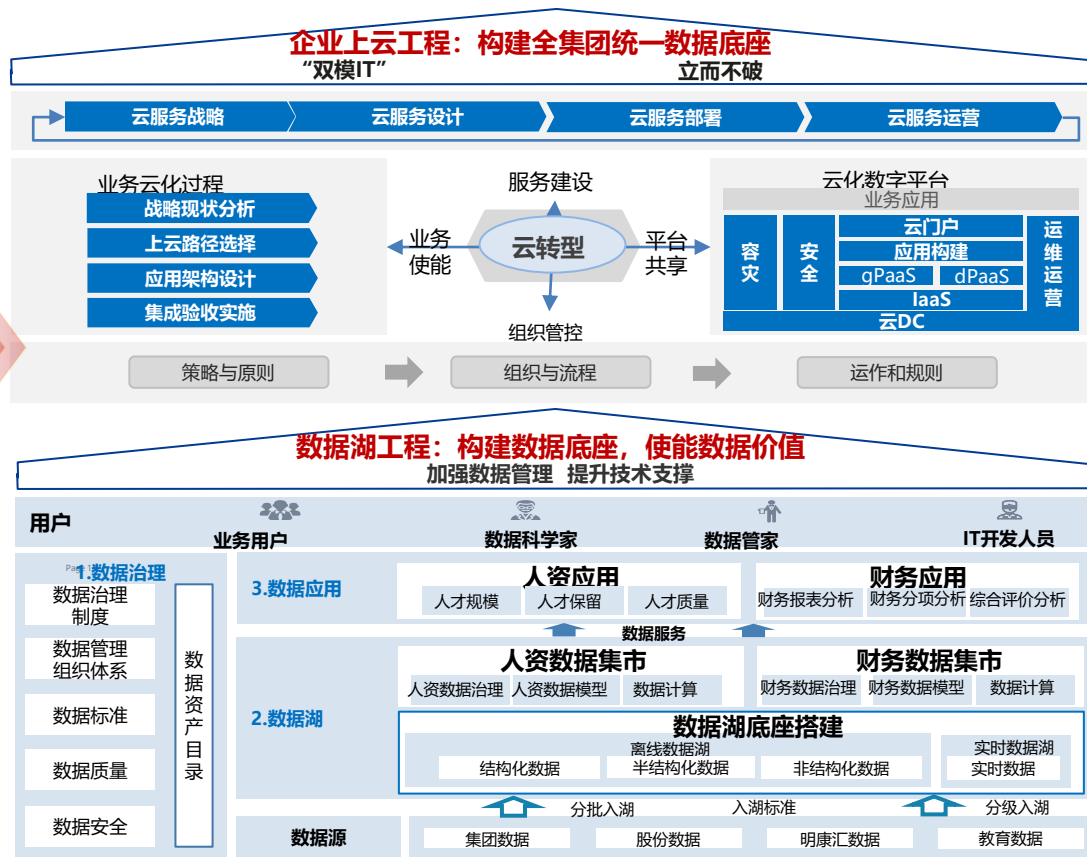 企业上云工程：构建全集团统一数据底座
“双模IT” 立而不破
云服务战略 云服务设计 云服务部署 云服务运营
业务云化过程
战略现状分析
上云路径选择
应用架构设计
集成验收实施
服务建设
业务使能
云转型
平台共享
组织管控
云化数字平台
业务应用
容灾
安全
云门户
应用构建
qPaaS dPaaS
IaaS
运维运营
云DC
策略与原则 组织与流程 运作和规则
数据湖工程：构建数据底座，使能数据价值
加强数据管理 提升技术支撑
用户
业务用户 数据科学家 数据管家 IT开发人员
1.数据治理
数据治理
制度
数据管理
组织体系
数据标准
数据质量
数据安全
数据资产目录
3.数据应用
人资应用
人才规模 人才保留 人才质量
财务应用
财务报表分析 财务分项分析 综合评价分析
数据服务
2.数据湖
人资数据集市
人资数据治理 人资数据模型 数据计算
财务数据集市
财务数据治理 财务数据模型 数据计算
数据湖底座搭建
离线数据湖
结构化数据 半结构化数据 非结构化数据
实时数据湖
实时数据
分批入湖 入湖标准 分级入湖
数据源
集团数据 股份数据 明康汇数据 教育数据